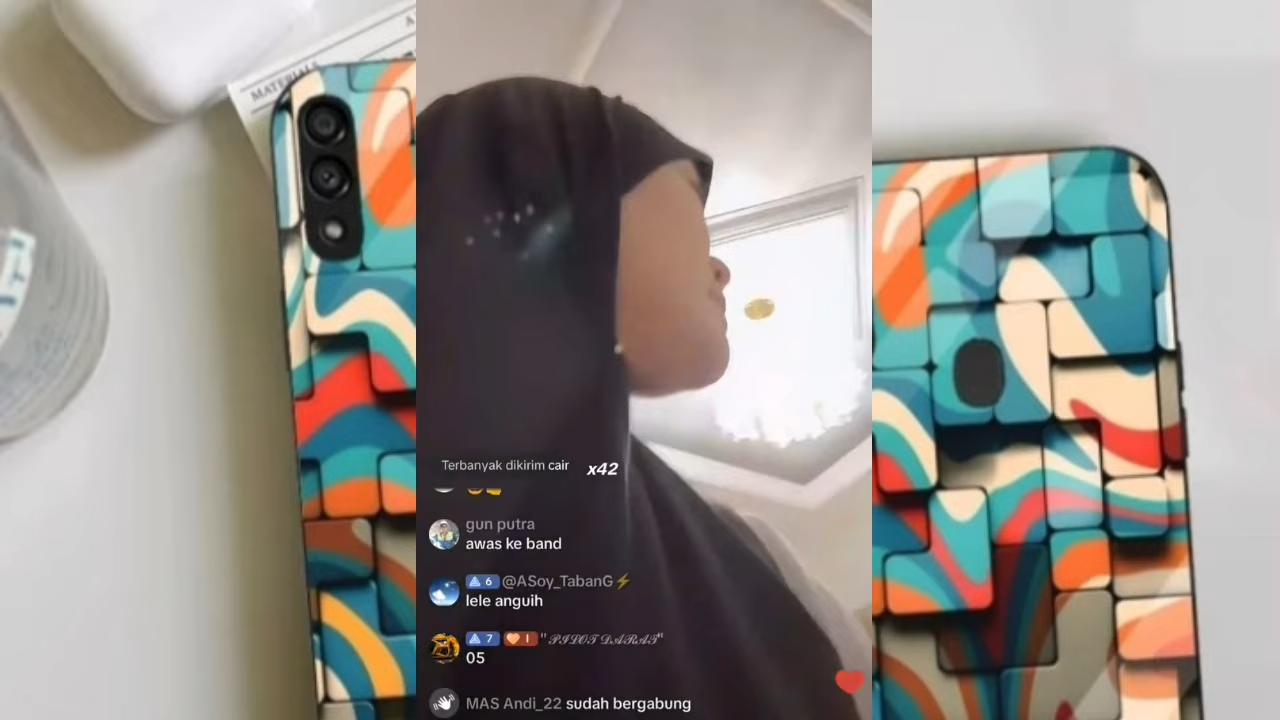 MATERIALS
Terbanyak dikirim cair x42
gun putra
awas ke band
6 @ASoy_TabanG⚡
lele anguih
7 ❤ I "𝒫𝐼𝐿𝒪𝒯 𝒟𝒜𝑅𝒜𝒯"
05
MAS Andi_22 sudah bergabung